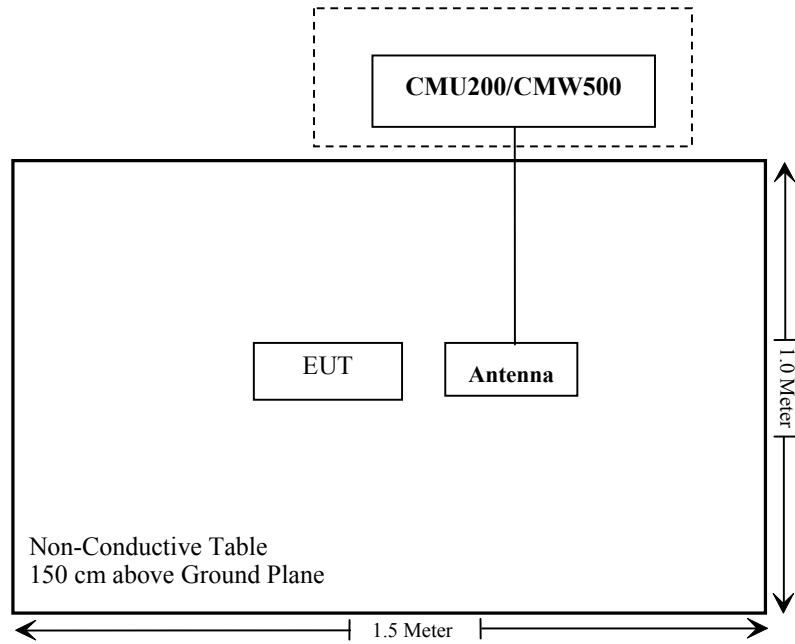 CMU200/CMW500
EUT
Antenna
1.0 Meter
Non-Conductive Table
150 cm above Ground Plane
1.5 Meter